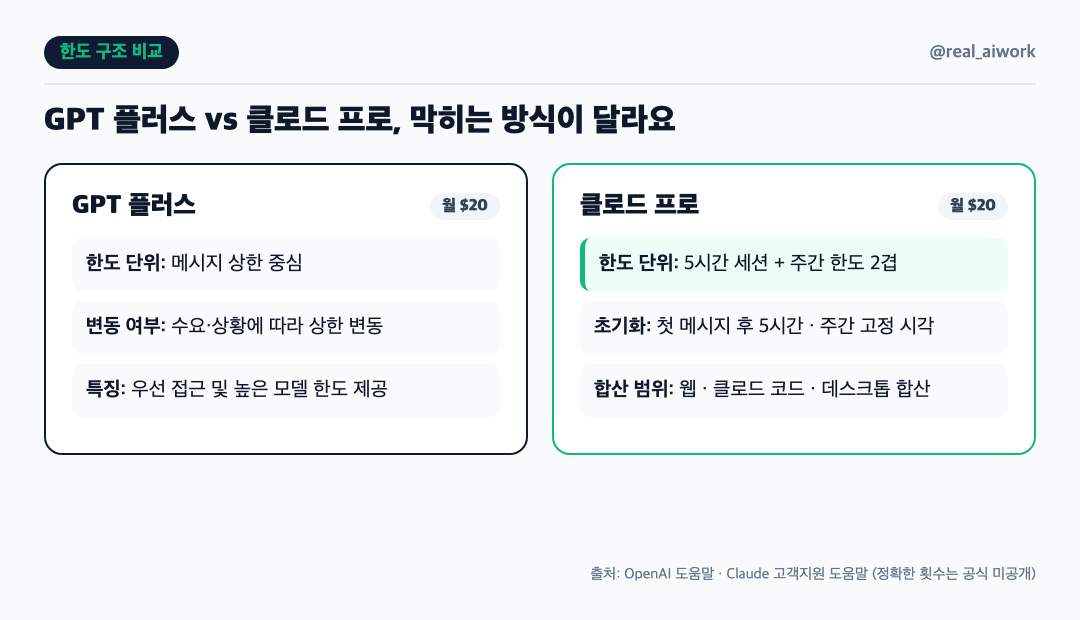 한도 구조 비교
@real_aiwork
GPT 플러스 vs 클로드 프로, 막히는 방식이 달라요
GPT 플러스
월 $20
한도 단위: 메시지 상한 중심
변동 여부: 수요·상황에 따라 상한 변동
특징: 우선 접근 및 높은 모델 한도 제공
클로드 프로
월 $20
한도 단위: 5시간 세션 + 주간 한도 2겹
초기화: 첫 메시지 후 5시간 · 주간 고정 시각
합산 범위: 웹 · 클로드 코드 · 데스크톱 합산
출처: OpenAI 도움말 · Claude 고객지원 도움말 (정확한 횟수는 공식 미공개)